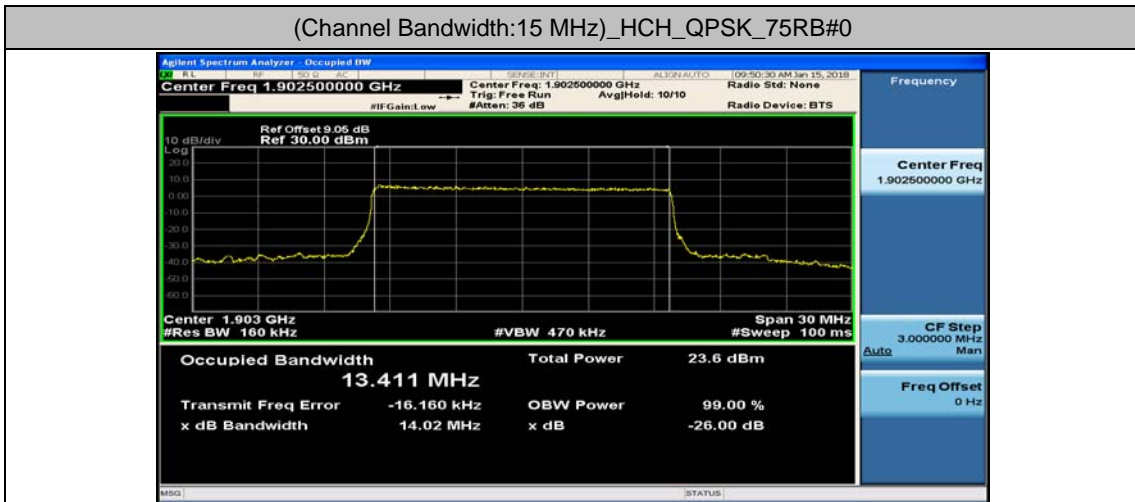 (Channel Bandwidth:15 MHz)_HCH_QPSK_75RB#0
Agilent Spectrum Analyzer - Occupied BW
LXI RL RF 50 Ω AC SENSE:INT ALIGN AUTO 09:50:30 AM Jan 15, 2018
Center Freq 1.902500000 GHz
Center Freq: 1.902500000 GHz
Radio Std: None
Trig: Free Run Avg|Hold: 10/10
#IFGain:Low #Atten: 36 dB Radio Device: BTS
Ref Offset 9.05 dB
10 dB/div Ref 30.00 dBm
Log
20.0
10.0
0.00
-10.0
-20.0
-30.0
-40.0
-50.0
-60.0
Center 1.903 GHz Span 30 MHz
#Res BW 160 kHz #VBW 470 kHz #Sweep 100 ms
Occupied Bandwidth Total Power 23.6 dBm
13.411 MHz
Transmit Freq Error -16.160 kHz OBW Power 99.00 %
x dB Bandwidth 14.02 MHz x dB -26.00 dB
MSG STATUS
Frequency
Center Freq
1.902500000 GHz
CF Step
3.000000 MHz
Auto Man
Freq Offset
0 Hz